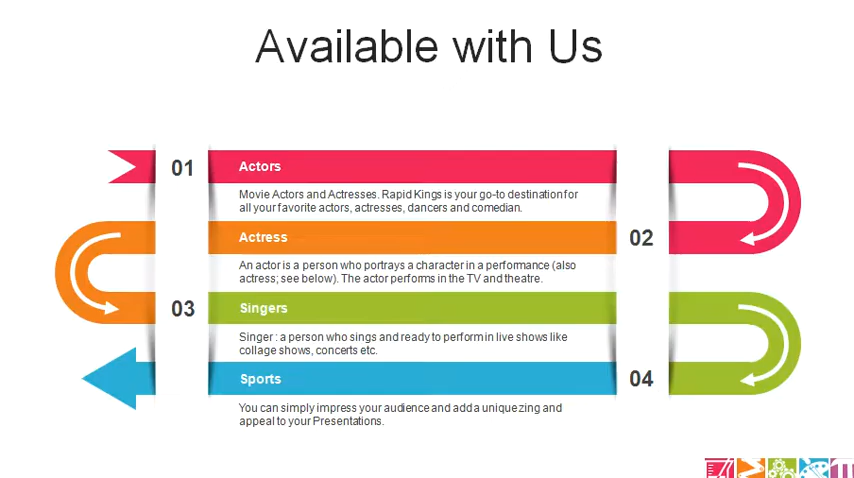 Available with Us
01
Actors
Movie Actors and Actresses. Rapid Kings is your go-to destination for
all your favorite actors, actresses, dancers and comedian.
Actress
02
An actor is a person who portrays a character in a performance (also
actress; see below). The actor performs in the TV and theatre.
03
Singers
Singer : a person who sings and ready to perform in live shows like
collage shows, concerts etc.
Sports
04
You can simply impress your audience and add a unique zing and
appeal to your Presentations.